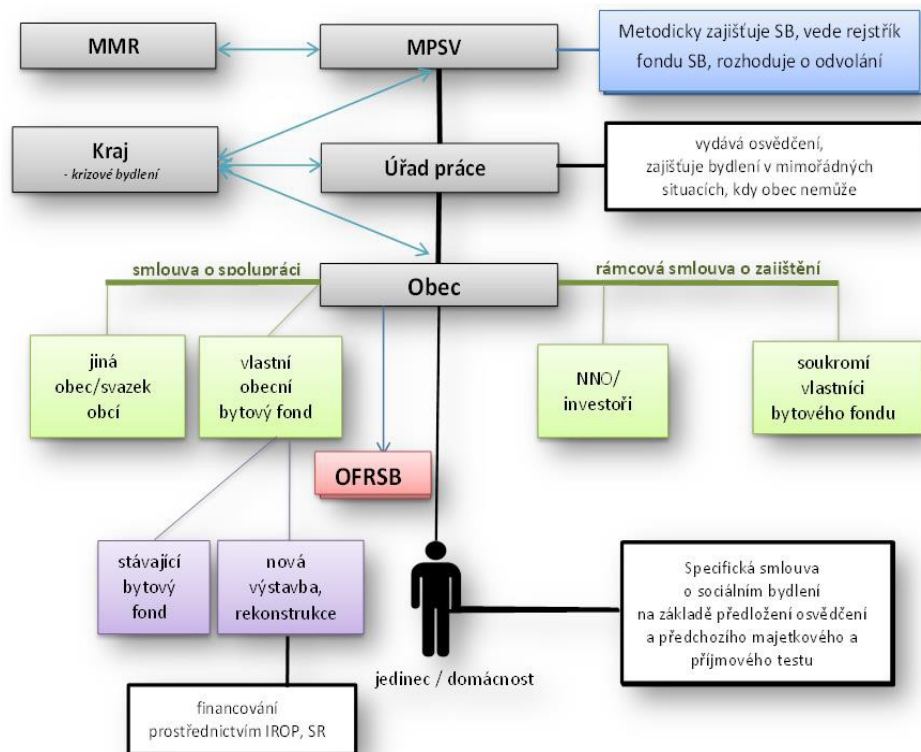 MMR
MPSV
Metodicky zajišťuje SB, vede rejstřík
fondu SB, rozhoduje o odvolání
Kraj
- krizové bydlení
Úřad práce
vydává osvědčení,
zajišťuje bydlení v mimořádných
situacích, kdy obec nemůže
smlouva o spolupráci
Obec
rámcová smlouva o zajištění
jiná
obec/svazek
obcí
vlastní
obecní
bytový fond
NNO/
investoři
soukromí
vlastníci
bytového fondu
OFRSB
stávající
bytový
fond
nová
výstavba,
rekonstrukce
jedinec / domácnost
Specifická smlouva
o sociálním bydlení
na základě předložení osvědčení
a předchozího majetkového a
příjmového testu
financování
prostřednictvím IROP, SR